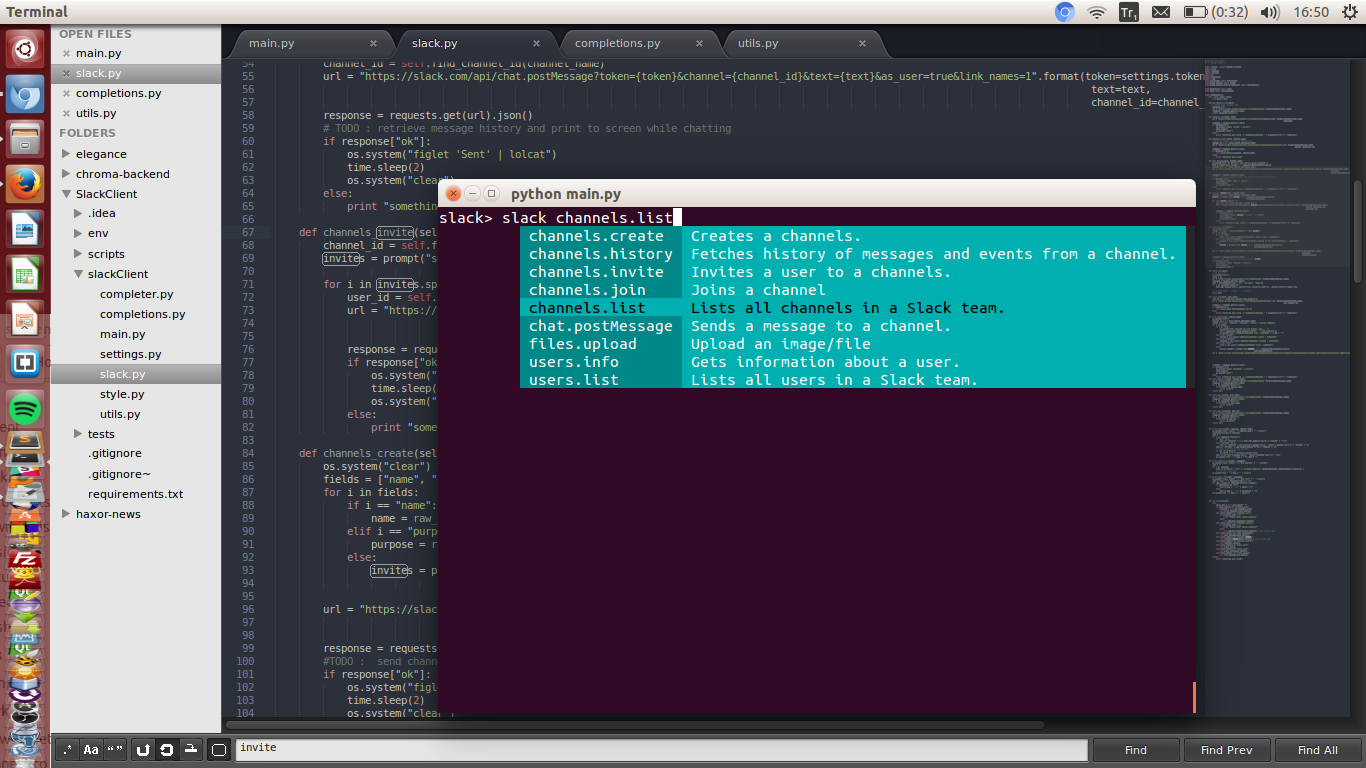 Terminal
Tr1
(0:32)
16:50
OPEN FILES
main.py
slack.py
completions.py
utils.py
FOLDERS
elegance
chroma-backend
SlackClient
.idea
env
scripts
slackClient
completer.py
completions.py
main.py
settings.py
slack.py
style.py
utils.py
tests
.gitignore
.gitignore~
requirements.txt
haxor-news
main.py
slack.py
completions.py
utils.py
54 channel_id = self.find_channel_id(channel_name)
55 url = "https://slack.com/api/chat.postMessage?token={token}&channel={channel_id}&text={text}&as_user=true&link_names=1".format(token=settings.token
56 text=text,
57 channel_id=channel_
58 response = requests.get(url).json()
59 # TODO : retrieve message history and print to screen while chatting
60 if response["ok"]:
61 os.system("figlet 'Sent' | lolcat")
62 time.sleep(2)
63 os.system("clear")
64 else:
65 print "somethin
66
67 def channels_invite(sel
68 channel_id = self.f
69 invites = prompt("s
70
71 for i in invites.sp
72 user_id = self.
73 url = "https://
74
75
76 response = requ
77 if response["ok
78 os.system("
79 time.sleep(
80 os.system("
81 else:
82 print "some
83
84 def channels_create(sel
85 os.system("clear")
86 fields = ["name", "
87 for i in fields:
88 if i == "name":
89 name = raw_
90 elif i == "purp
91 purpose = r
92 else:
93 invites = p
94
95
96 url = "https://slac
97
98
99 response = requests
100 #TODO : send chann
101 if response["ok"]:
102 os.system("figl
103 time.sleep(2)
104 os.system("clear")
python main.py
slack> slack channels.list
channels.create Creates a channels.
channels.history Fetches history of messages and events from a channel.
channels.invite Invites a user to a channels.
channels.join Joins a channel
channels.list Lists all channels in a Slack team.
chat.postMessage Sends a message to a channel.
files.upload Upload an image/file
users.info Gets information about a user.
users.list Lists all users in a Slack team.
.* Aa “ ”
invite
Find
Find Prev
Find All